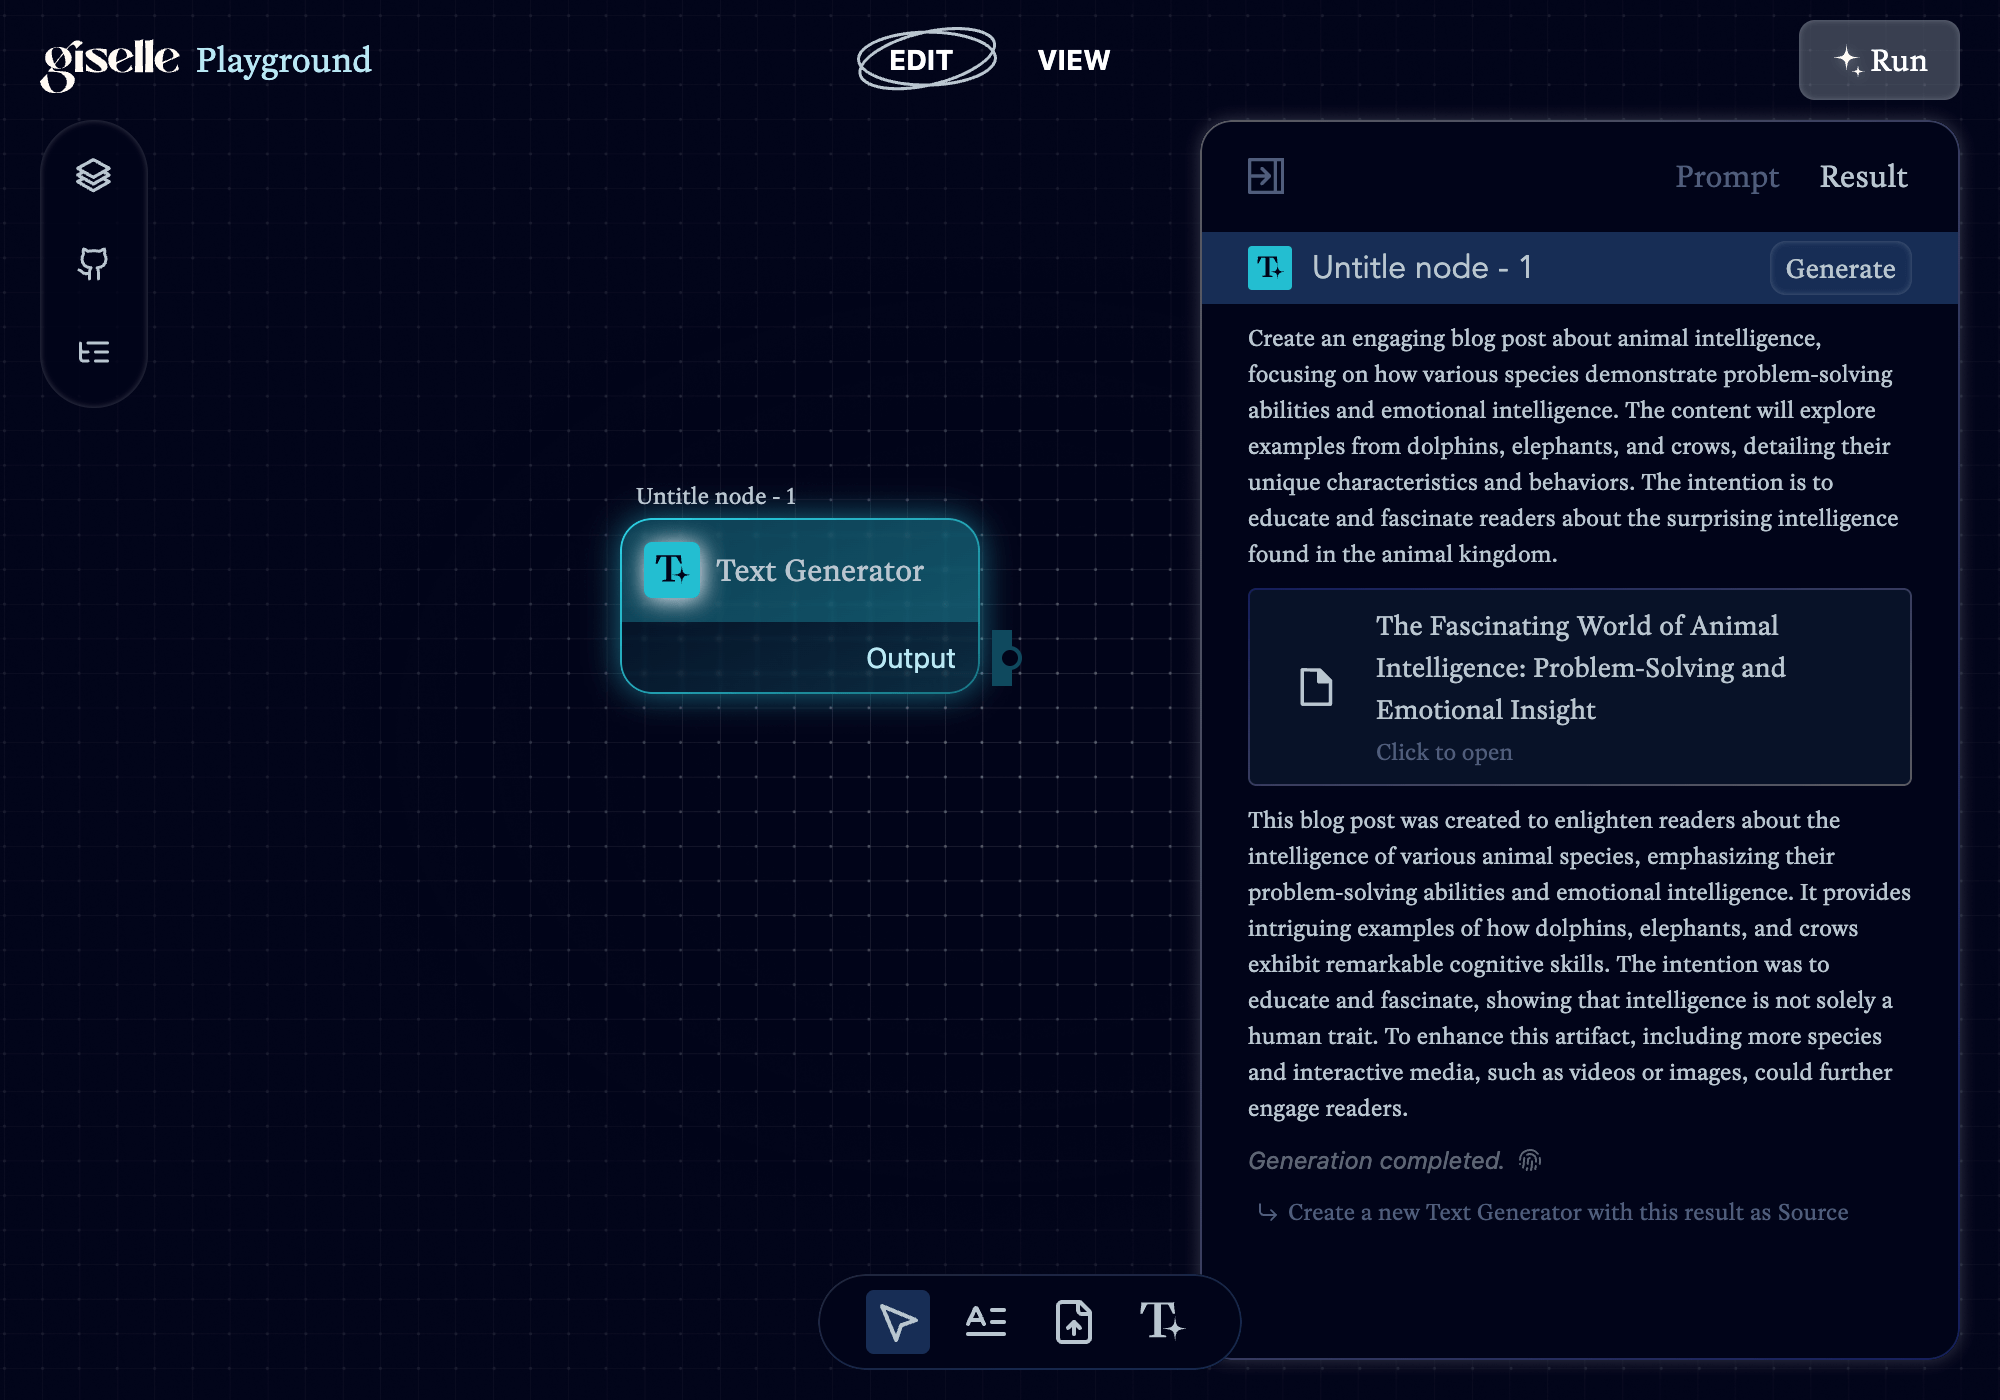 giselle Playground
EDIT
VIEW
Run
Prompt
Result
T Untitle node - 1
Generate
Create an engaging blog post about animal intelligence,
focusing on how various species demonstrate problem-solving
abilities and emotional intelligence. The content will explore
examples from dolphins, elephants, and crows, detailing their
unique characteristics and behaviors. The intention is to
educate and fascinate readers about the surprising intelligence
found in the animal kingdom.
The Fascinating World of Animal
Intelligence: Problem-Solving and
Emotional Insight
Click to open
This blog post was created to enlighten readers about the
intelligence of various animal species, emphasizing their
problem-solving abilities and emotional intelligence. It provides
intriguing examples of how dolphins, elephants, and crows
exhibit remarkable cognitive skills. The intention was to
educate and fascinate, showing that intelligence is not solely a
human trait. To enhance this artifact, including more species
and interactive media, such as videos or images, could further
engage readers.
Generation completed.
Create a new Text Generator with this result as Source
Untitle node - 1
T Text Generator
Output
A
T